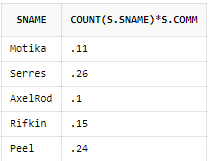 SNAME COUNT(S.SNAME)*S.COMM
Motika .11
Serres .26
AxelRod .1
Rifkin .15
Peel .24